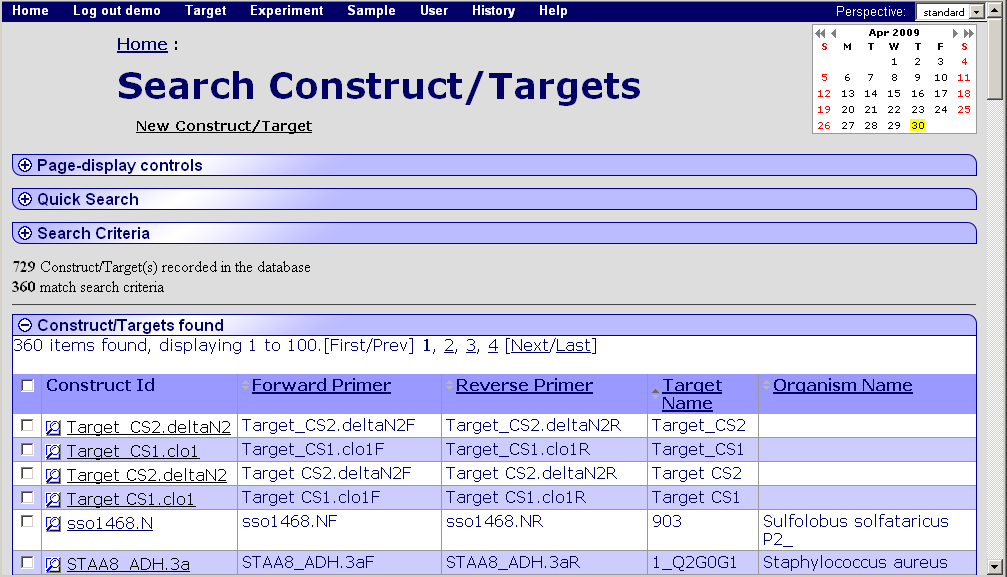 Home Log out demo Target Experiment Sample User History Help Perspective: standard
Apr 2009
S M T W T F S
1 2 3 4
5 6 7 8 9 10 11
12 13 14 15 16 17 18
19 20 21 22 23 24 25
26 27 28 29 30
Home :
Search Construct/Targets
New Construct/Target
Page-display controls
Quick Search
Search Criteria
729 Construct/Target(s) recorded in the database
360 match search criteria
Construct/Targets found
360 items found, displaying 1 to 100.[First/Prev] 1, 2, 3, 4 [Next/Last]
Construct Id Forward Primer Reverse Primer Target Name Organism Name
Target_CS2.deltaN2 Target_CS2.deltaN2F Target_CS2.deltaN2R Target_CS2
Target_CS1.clo1 Target_CS1.clo1F Target_CS1.clo1R Target_CS1
Target CS2.deltaN2 Target CS2.deltaN2F Target CS2.deltaN2R Target CS2
Target CS1.clo1 Target CS1.clo1F Target CS1.clo1R Target CS1
sso1468.N sso1468.NF sso1468.NR 903 Sulfolobus solfataricus P2_
STAA8_ADH.3a STAA8_ADH.3aF STAA8_ADH.3aR 1_Q2G0G1 Staphylococcus aureus